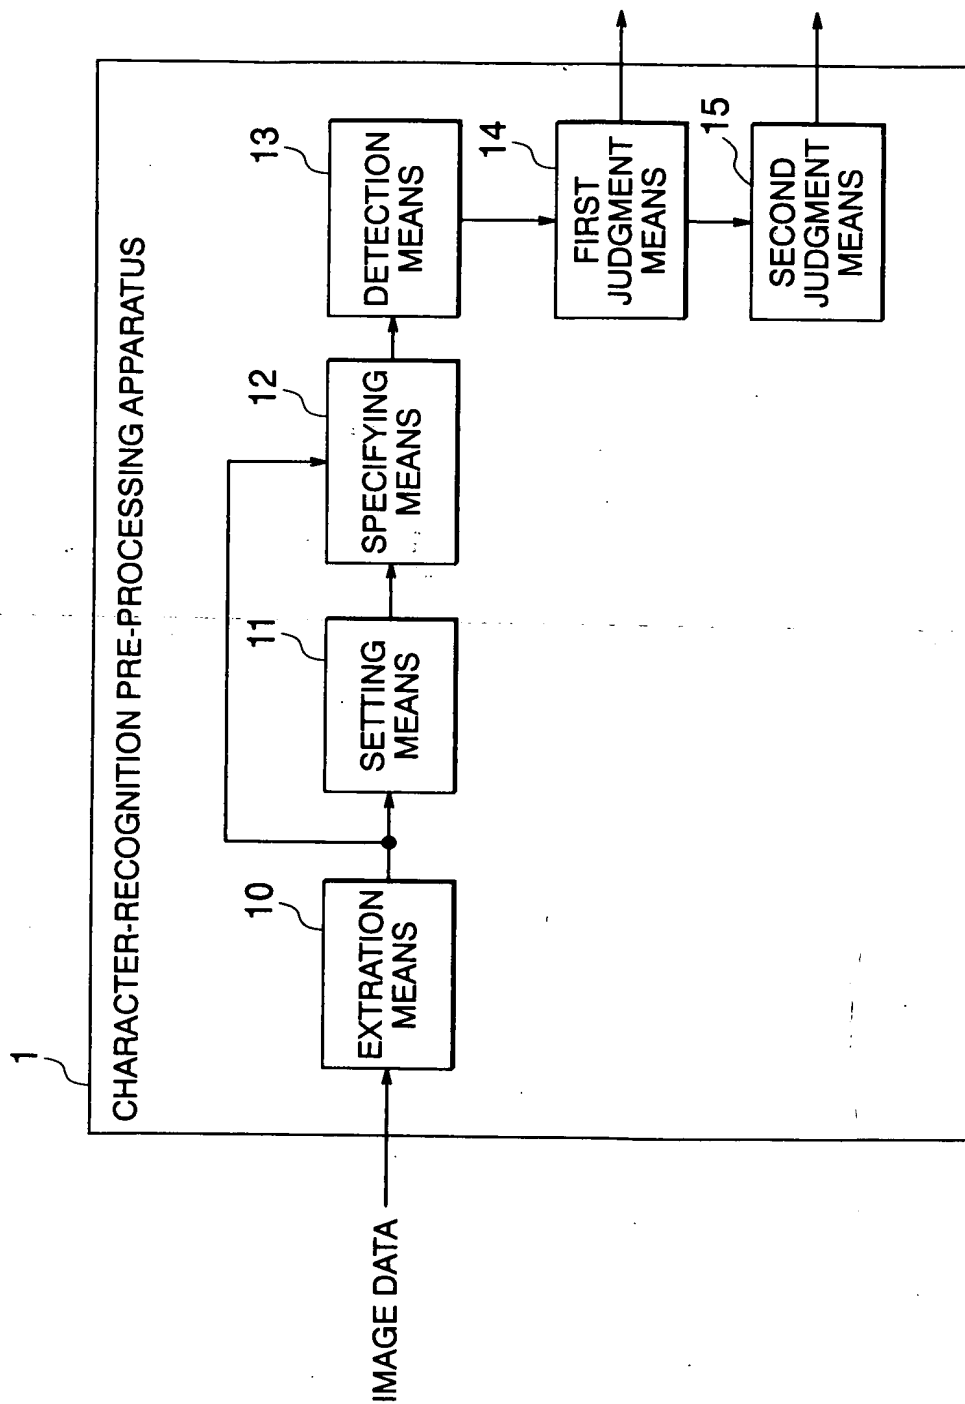 1
CHARACTER-RECOGNITION PRE-PROCESSING APPARATUS
IMAGE DATA
10
EXTRATION
MEANS
11
SETTING
MEANS
12
SPECIFYING
MEANS
13
DETECTION
MEANS
14
FIRST
JUDGMENT
MEANS
15
SECOND
JUDGMENT
MEANS